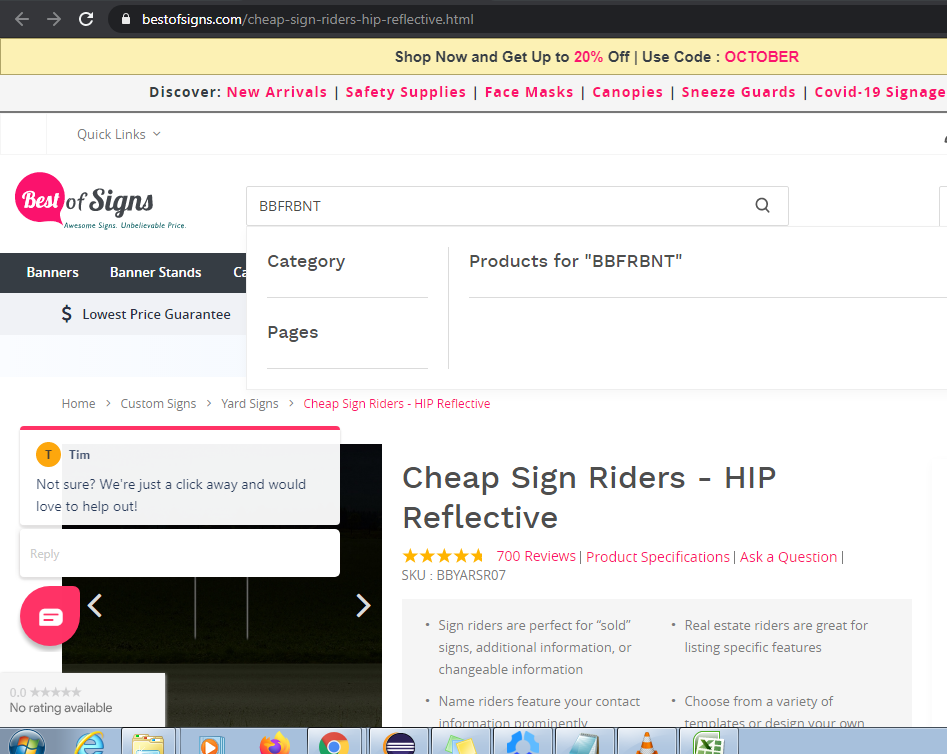 bestofsigns.com/cheap-sign-riders-hip-reflective.html
Shop Now and Get Up to 20% Off | Use Code : OCTOBER
Discover: New Arrivals | Safety Supplies | Face Masks | Canopies | Sneeze Guards | Covid-19 Signage
Quick Links
Best of Signs
Awesome Signs. Unbelievable Price.
BBFRBNT
Banners Banner Stands Ca
Category
Products for "BBFRBNT"
Pages
$ Lowest Price Guarantee
Home > Custom Signs > Yard Signs > Cheap Sign Riders - HIP Reflective
T Tim
Not sure? We're just a click away and would
love to help out!
Reply
Cheap Sign Riders - HIP
Reflective
700 Reviews | Product Specifications | Ask a Question |
SKU : BBYARSR07
• Sign riders are perfect for “sold”
signs, additional information, or
changeable information
• Real estate riders are great for
listing specific features
• Name riders feature your contact
information prominently
• Choose from a variety of
templates or design your own
0.0 ★★★★★
No rating available